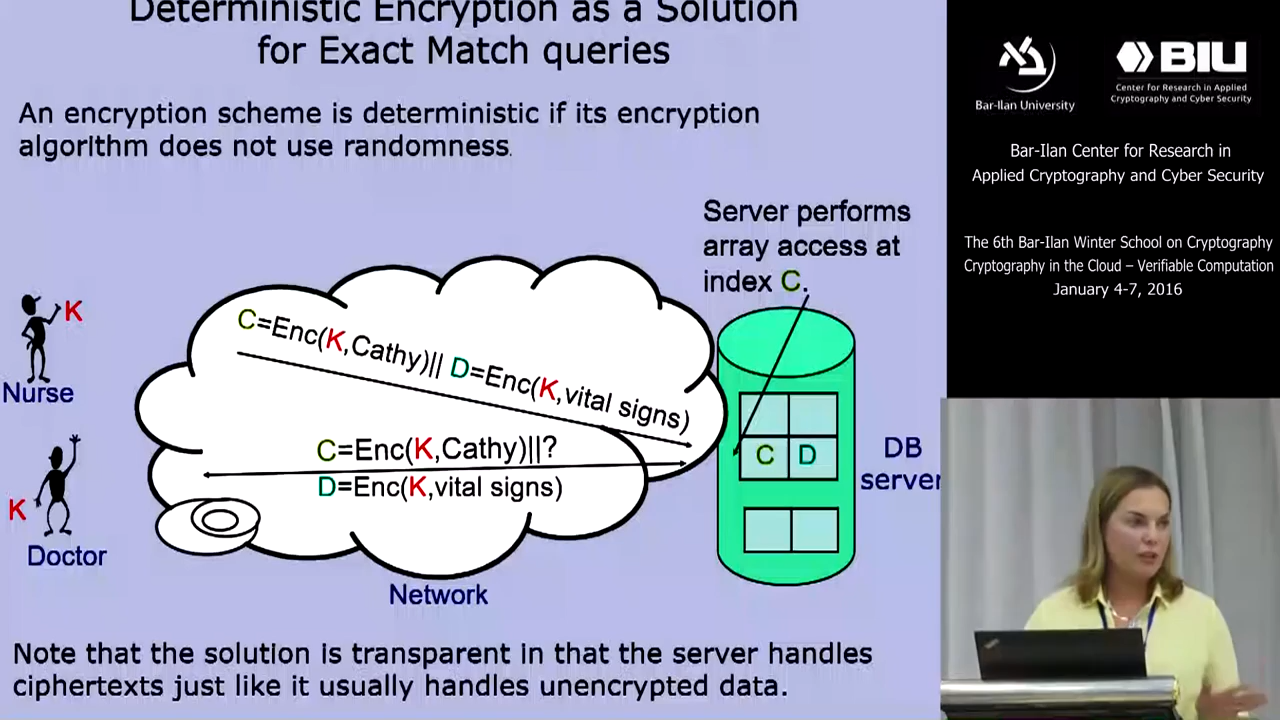 Deterministic Encryption as a Solution
for Exact Match queries
An encryption scheme is deterministic if its encryption
algorithm does not use randomness.
Server performs
array access at
index C.
K
Nurse
C=Enc(K,Cathy)|| D=Enc(K,vital signs)
C=Enc(K,Cathy)||?
D=Enc(K,vital signs)
C D
DB
server
K
Doctor
Network
Note that the solution is transparent in that the server handles
ciphertexts just like it usually handles unencrypted data.
Bar-Ilan University
BIU
Center for Research in Applied
Cryptography and Cyber Security
Bar-Ilan Center for Research in
Applied Cryptography and Cyber Security
The 6th Bar-Ilan Winter School on Cryptography
Cryptography in the Cloud – Verifiable Computation
January 4-7, 2016